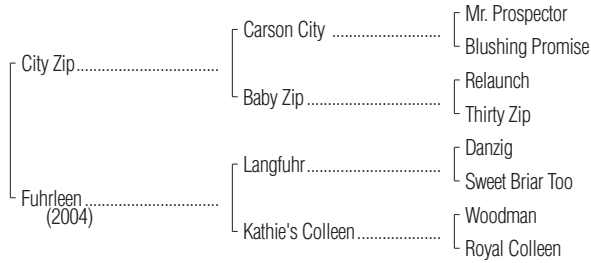 Mr. Prospector
Carson City
Blushing Promise
City Zip
Relaunch
Baby Zip
Thirty Zip
Danzig
Langfuhr
Sweet Briar Too
Fuhrleen
(2004)
Woodman
Kathie's Colleen
Royal Colleen